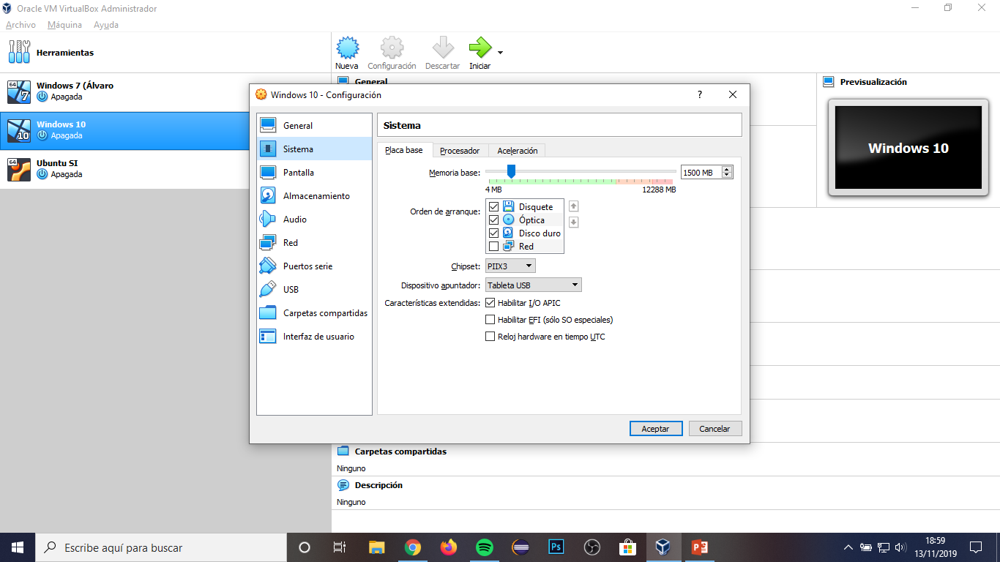 Oracle VM VirtualBox Administrador
Archivo Máquina Ayuda
Herramientas
Nueva Configuración Descartar Iniciar
64 7 Windows 7 (Álvaro
Apagada
10 Windows 10
Apagada
64 Ubuntu SI
Apagada
General
Previsualización
Windows 10
Windows 10 - Configuración ?
General
Sistema
Pantalla
Almacenamiento
Audio
Red
Puertos serie
USB
Carpetas compartidas
Interfaz de usuario
Sistema
Placa base Procesador Aceleración
Memoria base: 1500 MB
4 MB 12288 MB
Orden de arranque: Disquete
Óptica
Disco duro
Red
Chipset: PIIX3
Dispositivo apuntador: Tableta USB
Características extendidas: Habilitar I/O APIC
Habilitar EFI (sólo SO especiales)
Reloj hardware en tiempo UTC
Aceptar Cancelar
Carpetas compartidas
Ninguno
Descripción
Ninguno
Escribe aquí para buscar
Ps
18:59
13/11/2019